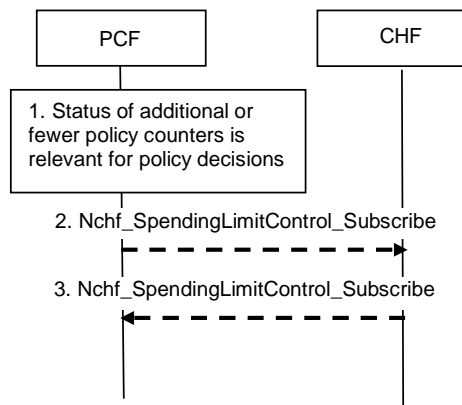 PCF
CHF
1. Status of additional or
fewer policy counters is
relevant for policy decisions
2. Nchf_SpendingLimitControl_Subscribe
3. Nchf_SpendingLimitControl_Subscribe